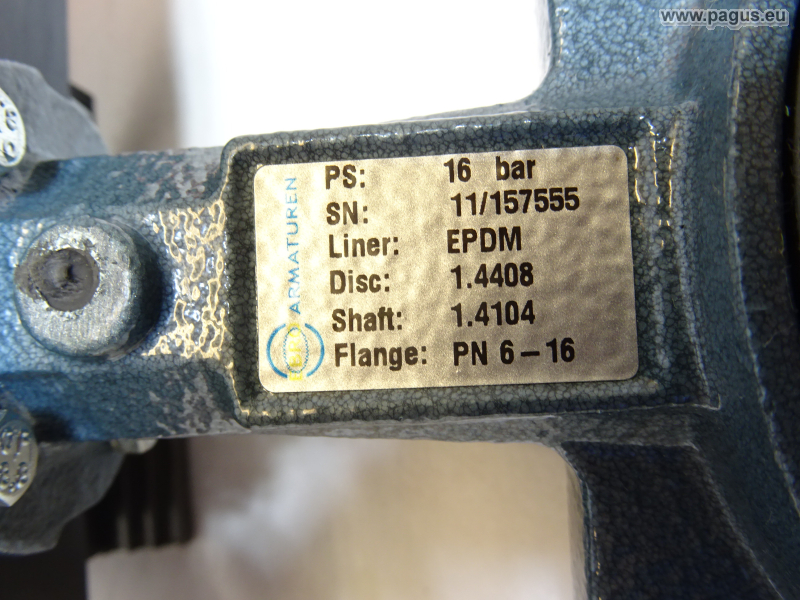 www.pagus.eu
PS: 16 bar
SN: 11/157555
Liner: EPDM
Disc: 1.4408
Shaft: 1.4104
Flange: PN 6–16
ARMATUREN